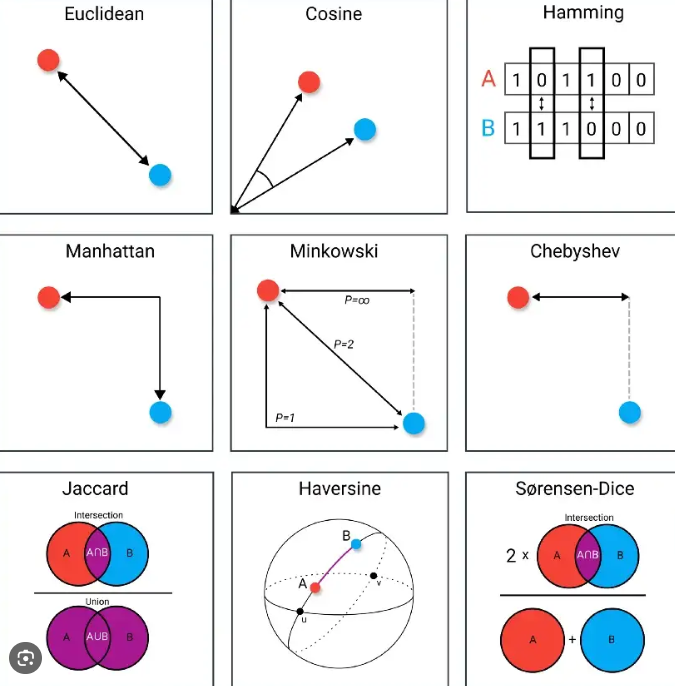 Euclidean
Cosine
Hamming
A 1 0 1 1 0 0
B 1 1 1 0 0 0
Manhattan
Minkowski
Chebyshev
P=∞
P=2
P=1
Jaccard
Intersection
A A∩B B
Union
A A∪B B
Haversine
B
A
v
u
Sørensen-Dice
Intersection
2 x A A∩B B
A + B